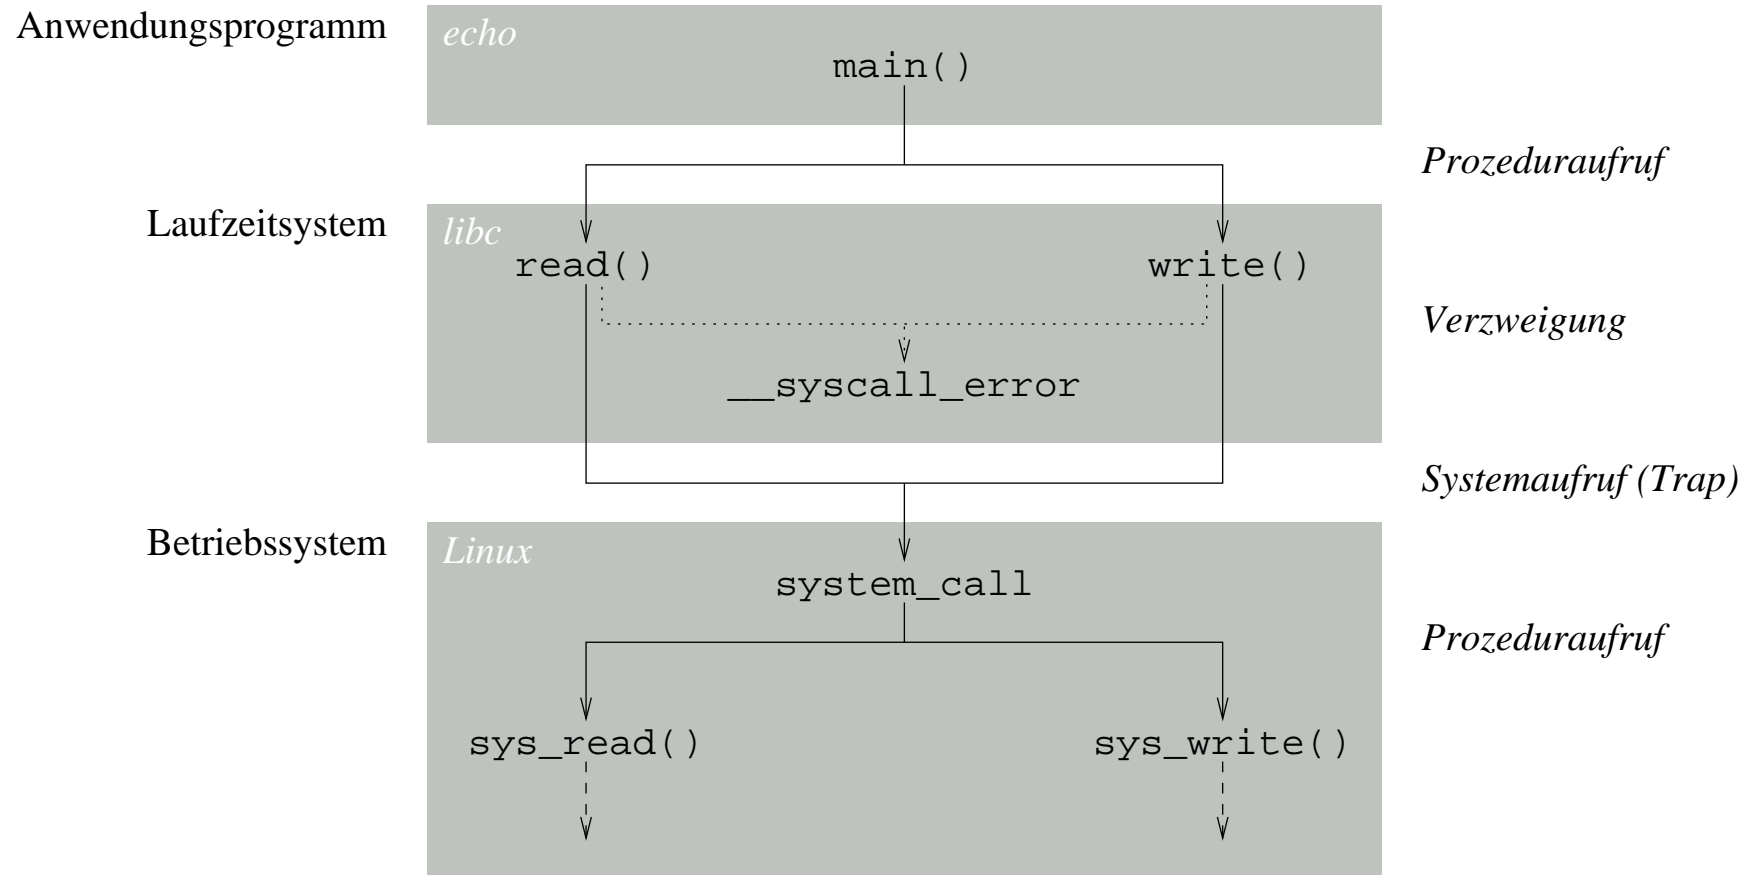 Anwendungsprogramm
echo
main()
Prozeduraufruf
Laufzeitsystem
libc
read()
write()
Verzweigung
__syscall_error
Systemaufruf (Trap)
Betriebssystem
Linux
system_call
Prozeduraufruf
sys_read()
sys_write()